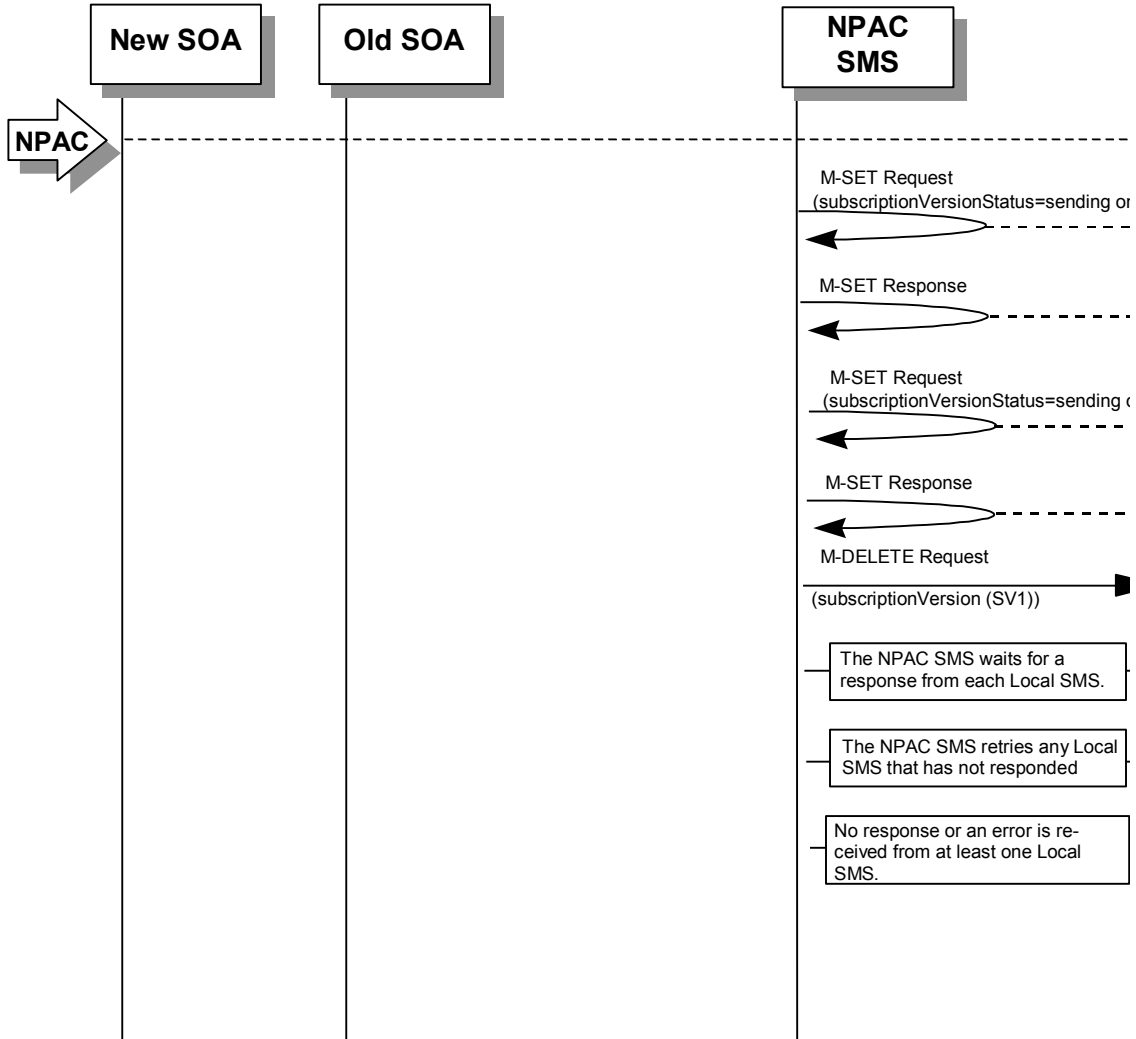 New SOA
Old SOA
NPAC
SMS
NPAC
M-SET Request
(subscriptionVersionStatus=sending
M-SET Response
M-SET Request
(subscriptionVersionStatus=sending
M-SET Response
M-DELETE Request
(subscriptionVersion (SV1))
The NPAC SMS waits for a
response from each Local SMS.
The NPAC SMS retries any Local
SMS that has not responded
No response or an error is re-
ceived from at least one Local
SMS.